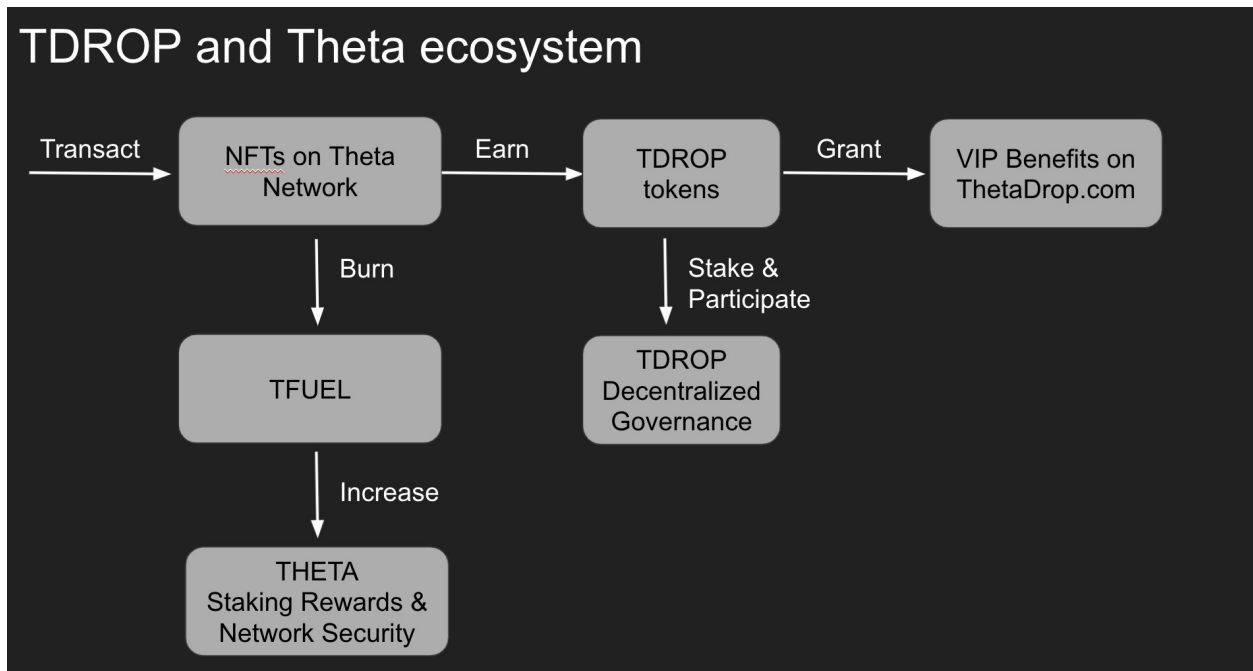 TDROP and Theta ecosystem
Transact
NFTs on Theta
Network
Earn
TDROP
tokens
Grant
VIP Benefits on
ThetaDrop.com
Burn
Stake &
Participate
TFUEL
TDROP
Decentralized
Governance
Increase
THETA
Staking Rewards &
Network Security